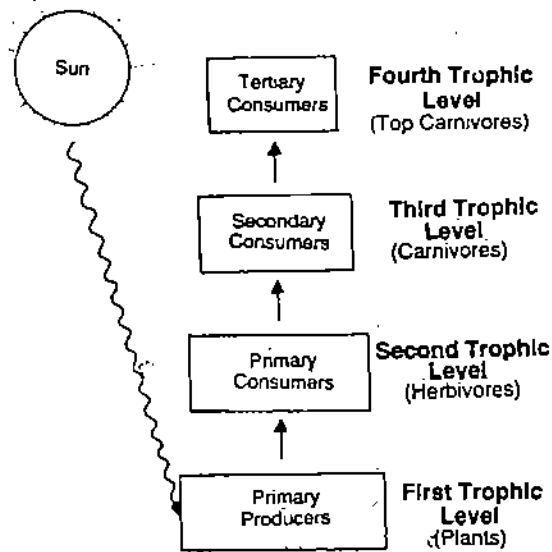 Sun
Tertiary
Consumers
Fourth Trophic
Level
(Top Carnivores)
Secondary
Consumers
Third Trophic
Level
(Carnivores)
Primary
Consumers
Second Trophic
Level
(Herbivores)
Primary
Producers
First Trophic
Level
(Plants)